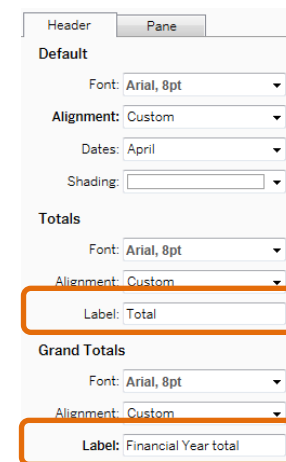 Header Pane
Default
Font: Arial, 8pt
Alignment: Custom
Dates: April
Shading:
Totals
Font: Arial, 8pt
Alignment: Custom
Label: Total
Grand Totals
Font: Arial, 8pt
Alignment: Custom
Label: Financial Year total